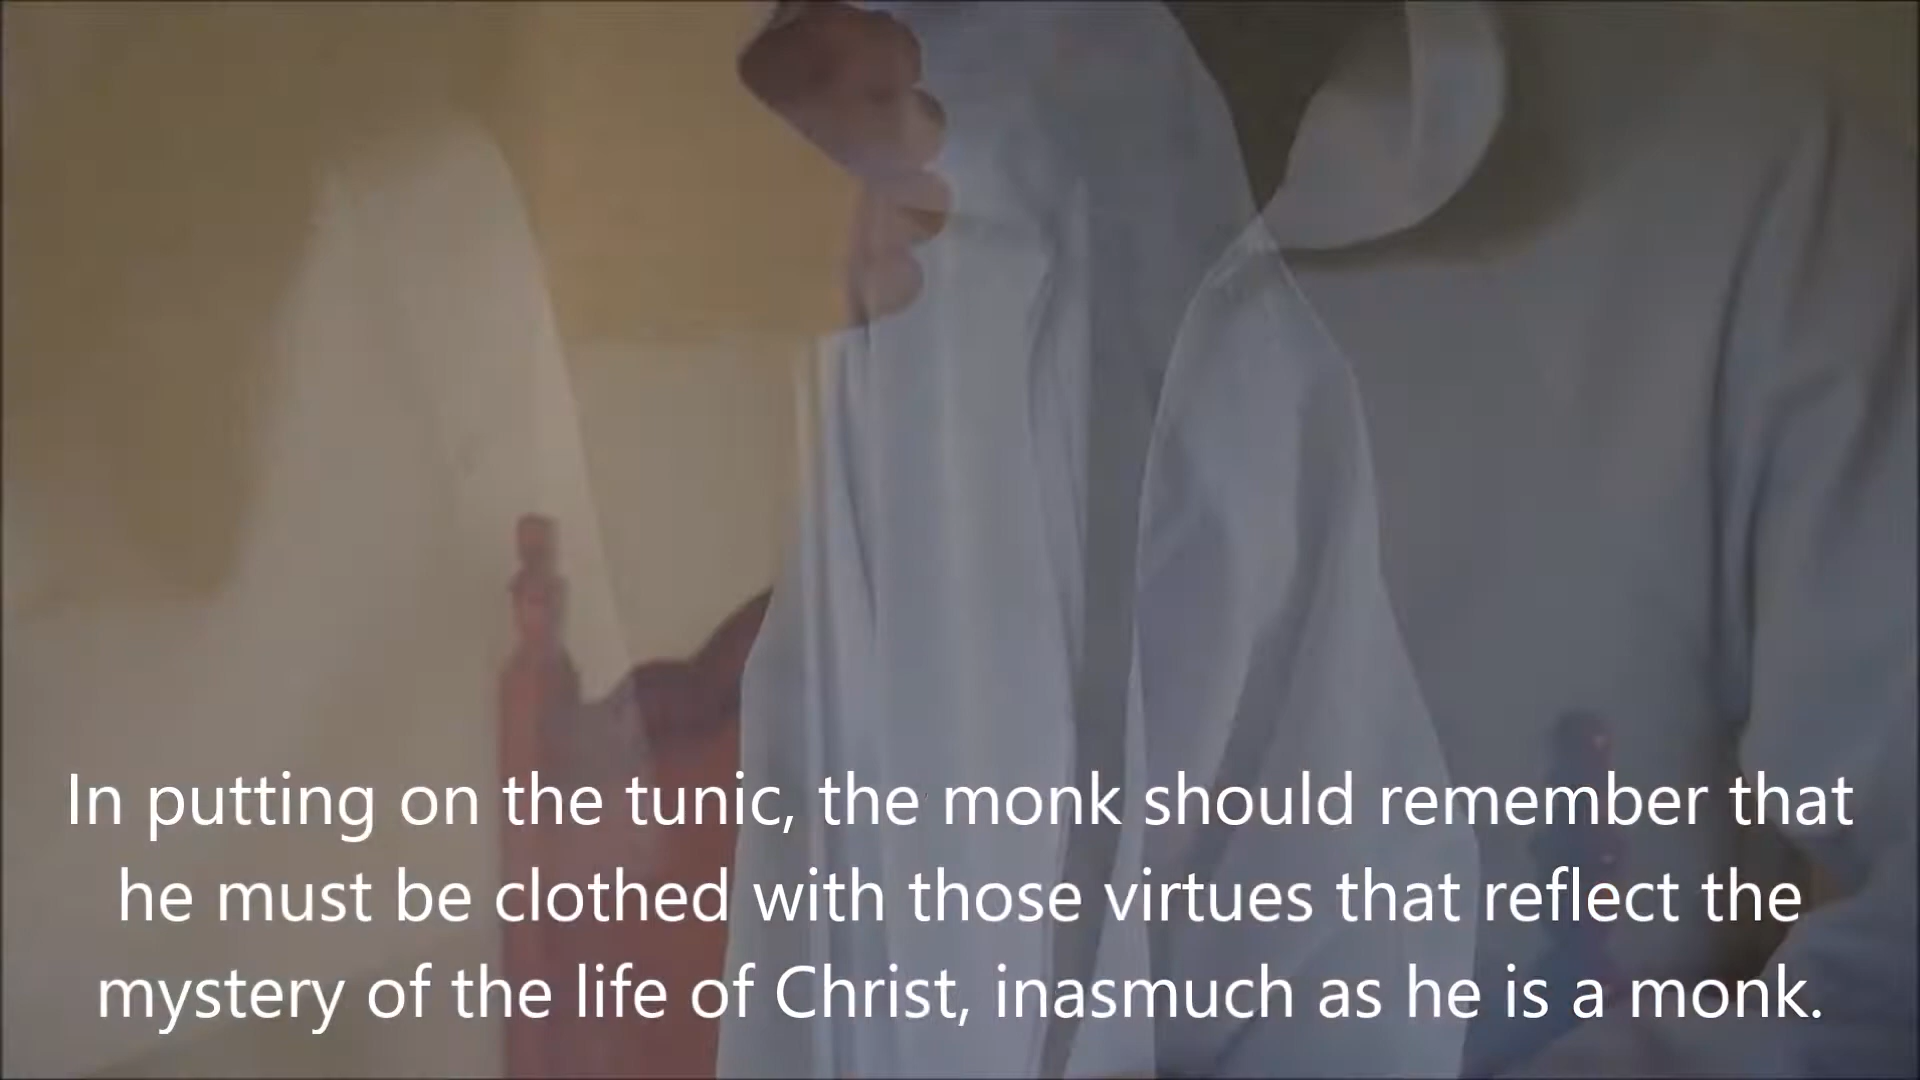 In putting on the tunic, the monk should remember that
he must be clothed with those virtues that reflect the
mystery of the life of Christ, inasmuch as he is a monk.